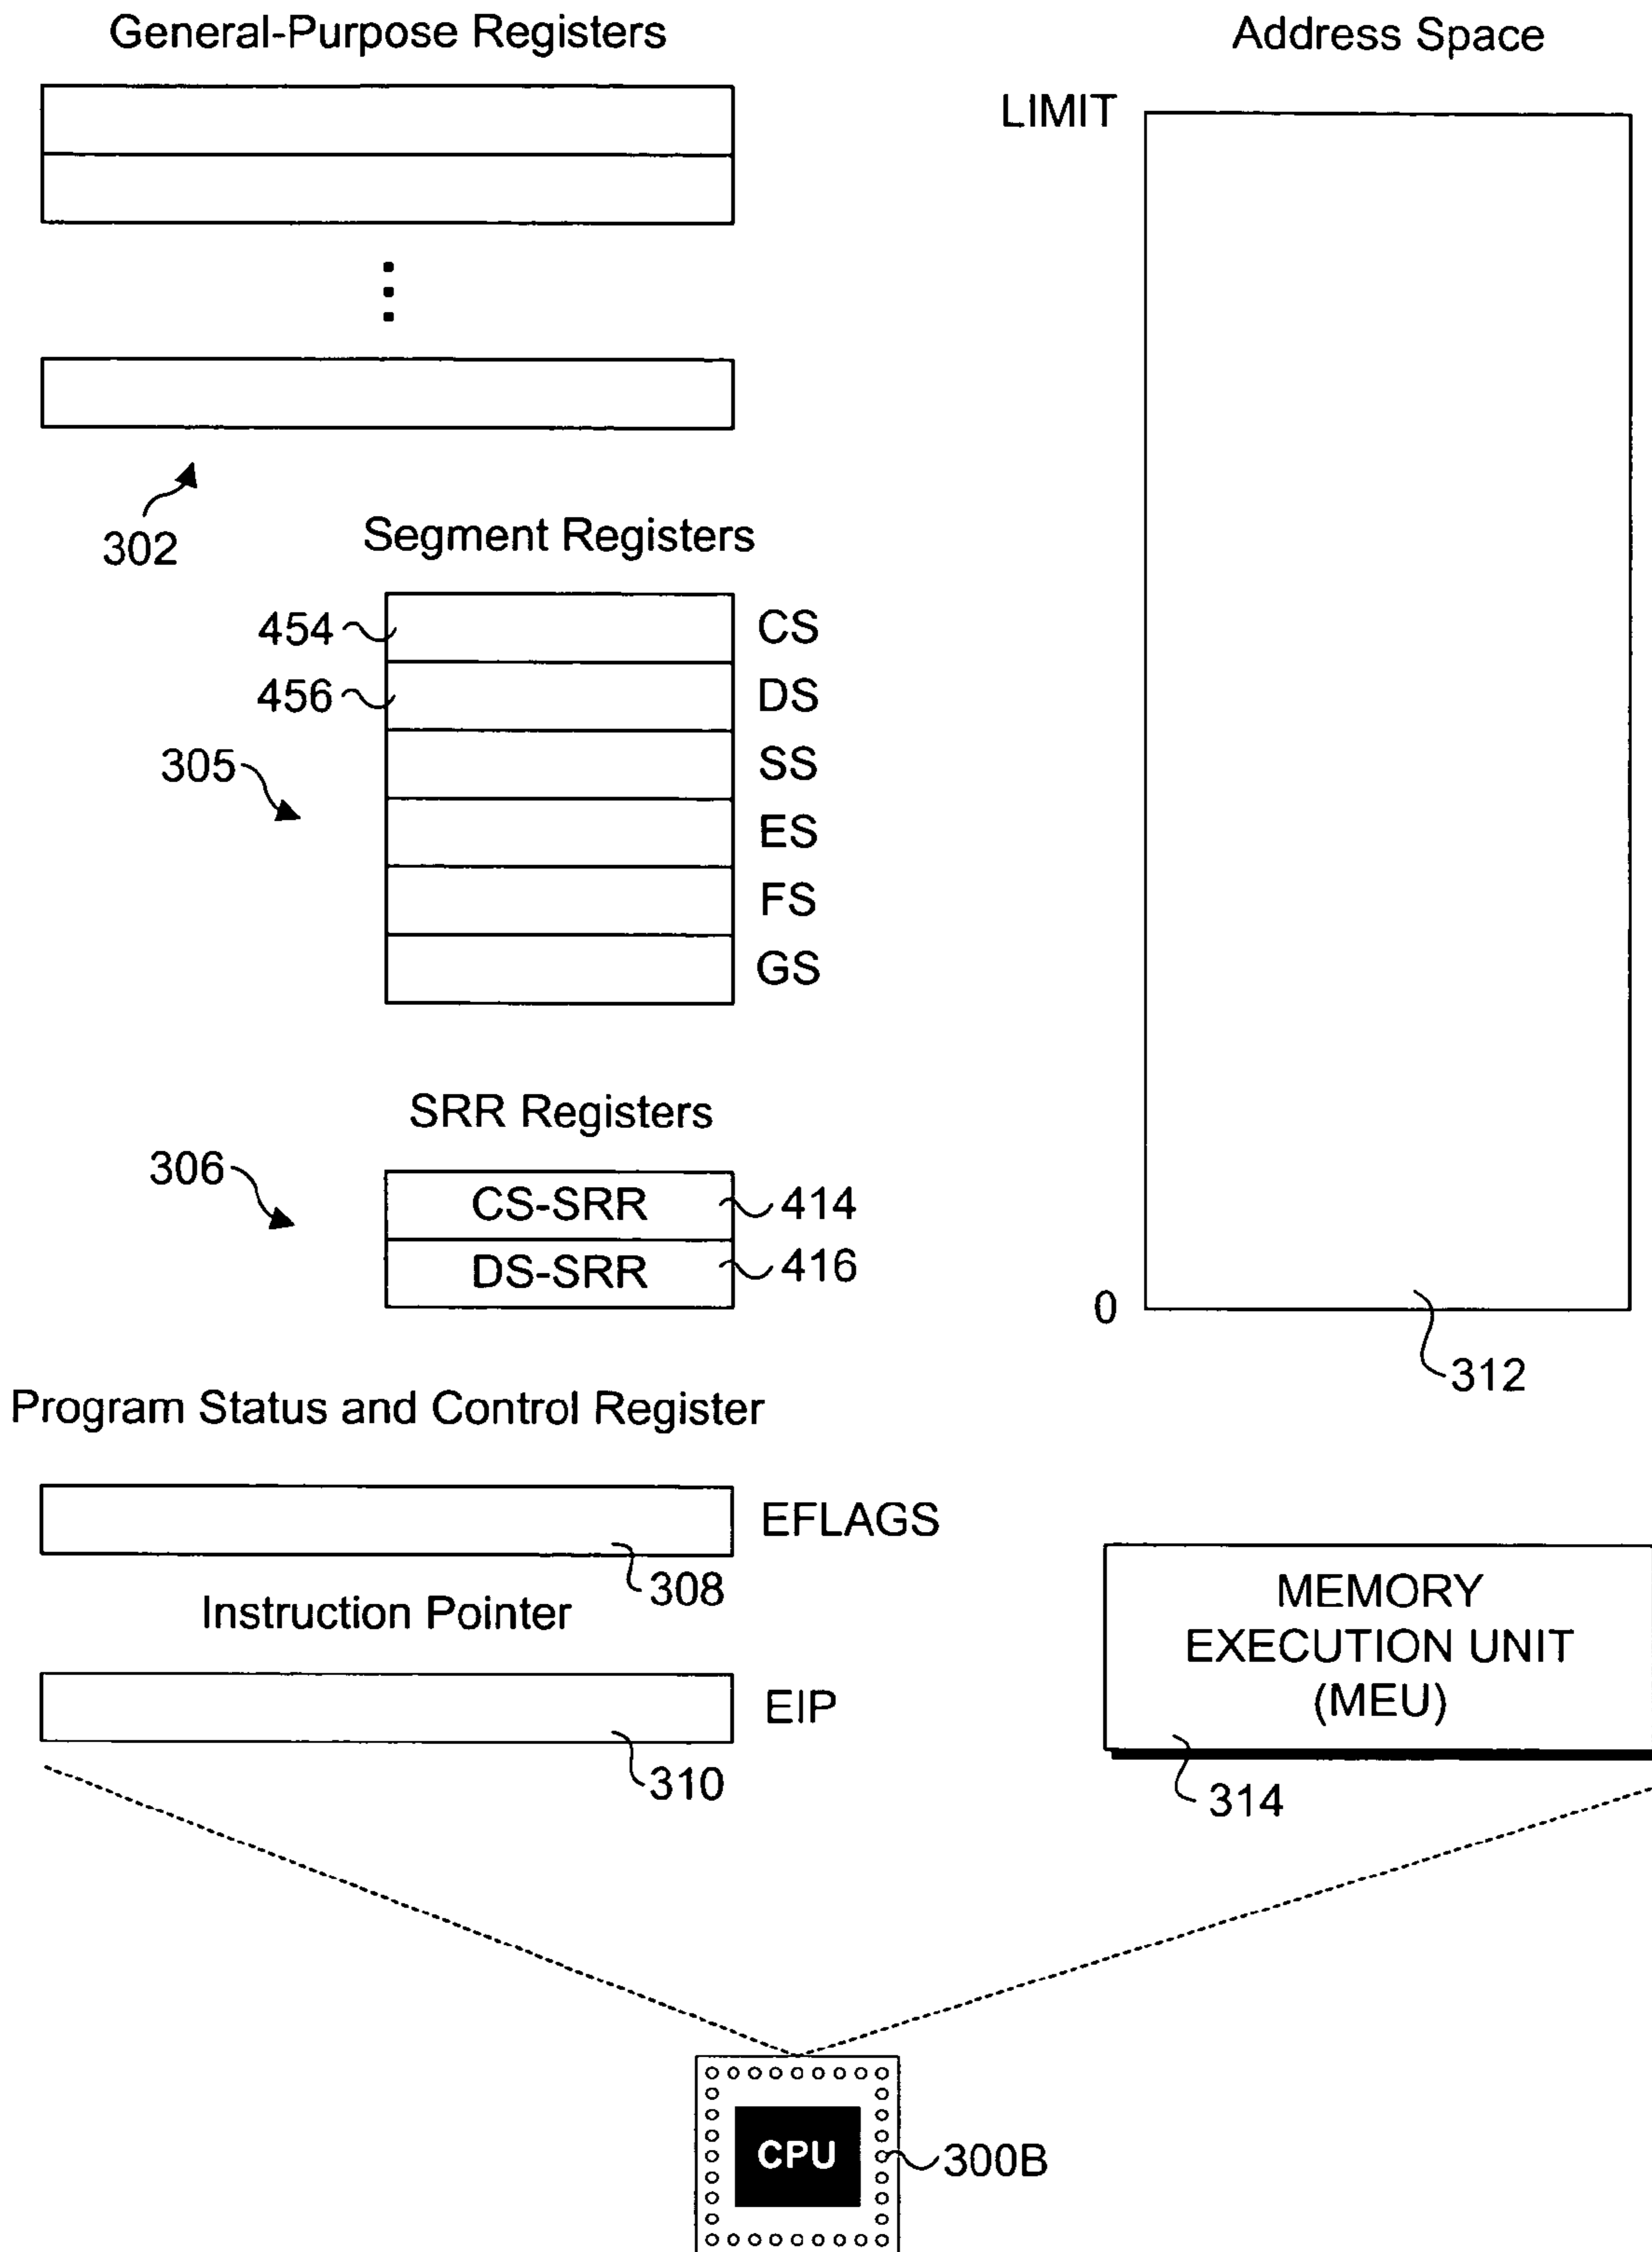 General-Purpose Registers
302
Segment Registers
454 CS
456 DS
305 SS
ES
FS
GS
SRR Registers
306
CS-SRR 414
DS-SRR 416
Program Status and Control Register
EFLAGS
308
Instruction Pointer
EIP
310
Address Space
LIMIT
0
312
MEMORY
EXECUTION UNIT
(MEU)
314
CPU
300B